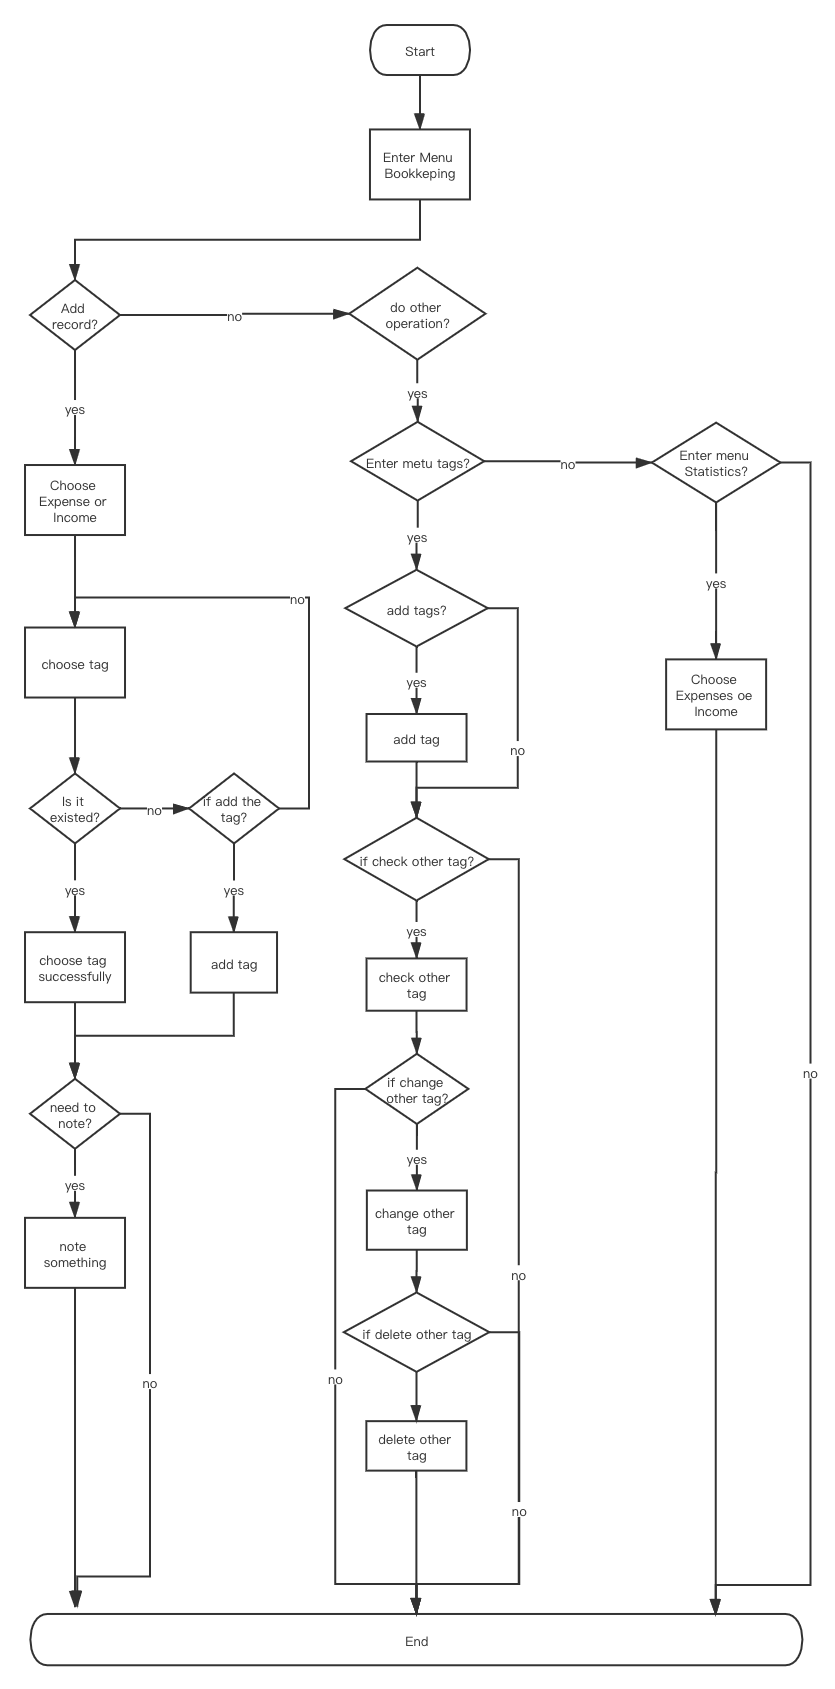 Start
Enter Menu
Bookkeping
Add
record?
no
do other
operation?
yes
yes
Enter metu tags?
no
Enter menu
Statistics?
Choose
Expense or
Income
yes
yes
no
add tags?
choose tag
yes
Choose
Expenses oe
Income
add tag
no
Is it
existed?
no
if add the
tag?
if check other tag?
yes
yes
yes
choose tag
successfully
add tag
check other
tag
no
need to
note?
if change
other tag?
yes
yes
note
something
change other
tag
no
if delete other tag
no
no
delete other
tag
no
End